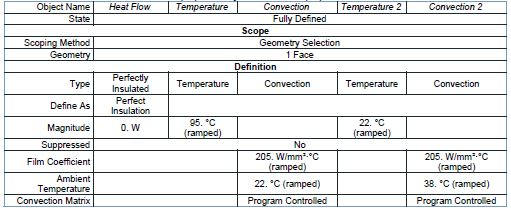 Object Name Heat Flow Temperature Convection Temperature 2 Convection 2
State Fully Defined
Scope
Scoping Method Geometry Selection
Geometry 1 Face
Definition
Type Perfectly Insulated Temperature Convection Temperature Convection
Define As Perfect Insulation
Magnitude 0. W 95. °C (ramped) 22. °C (ramped)
Suppressed No
Film Coefficient 205. W/mm²·°C (ramped) 205. W/mm²·°C (ramped)
Ambient Temperature 22. °C (ramped) 38. °C (ramped)
Convection Matrix Program Controlled Program Controlled